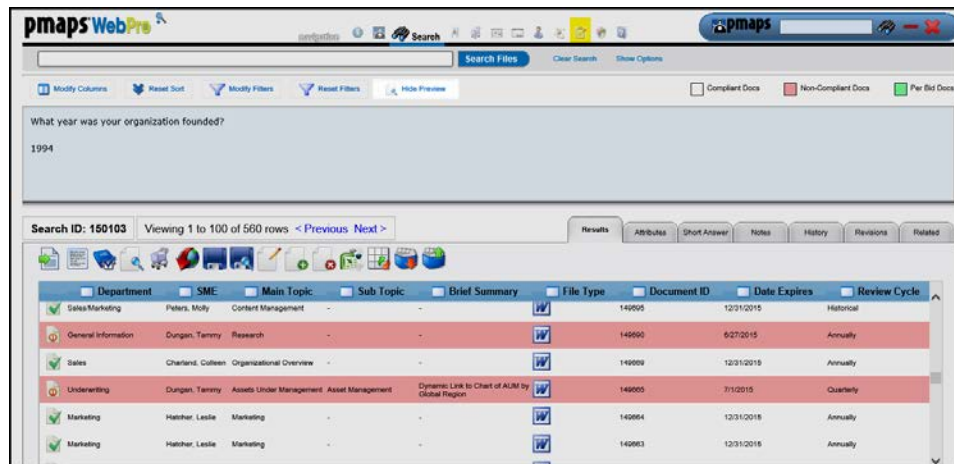 pmaps WebPro
navigation Search pmaps
Search Files Clear Search Show Options
Modify Columns Reset Sort Modify Filters Reset Filters Hide Preview Compliant Docs Non-Compliant Docs Per Bid Docs
What year was your organization founded?
1994
Search ID: 150103 Viewing 1 to 100 of 560 rows < Previous Next >
Results Attributes Short Answer Notes History Revisions Related
Department SME Main Topic Sub Topic Brief Summary File Type Document ID Date Expires Review Cycle
Sales/Marketing Peters, Molly Content Management - - 149695 12/31/2015 Historical
General Information Dungan, Tammy Research - - 149690 6/27/2015 Annually
Sales Charland, Colleen Organizational Overview - - 149669 12/31/2015 Annually
Underwriting Dungan, Tammy Assets Under Management Asset Management Dynamic Link to Chart of AUM by Global Region 149665 7/1/2015 Quarterly
Marketing Hatcher, Leslie Marketing - - 149664 12/31/2015 Annually
Marketing Hatcher, Leslie Marketing - - 149663 12/31/2015 Annually